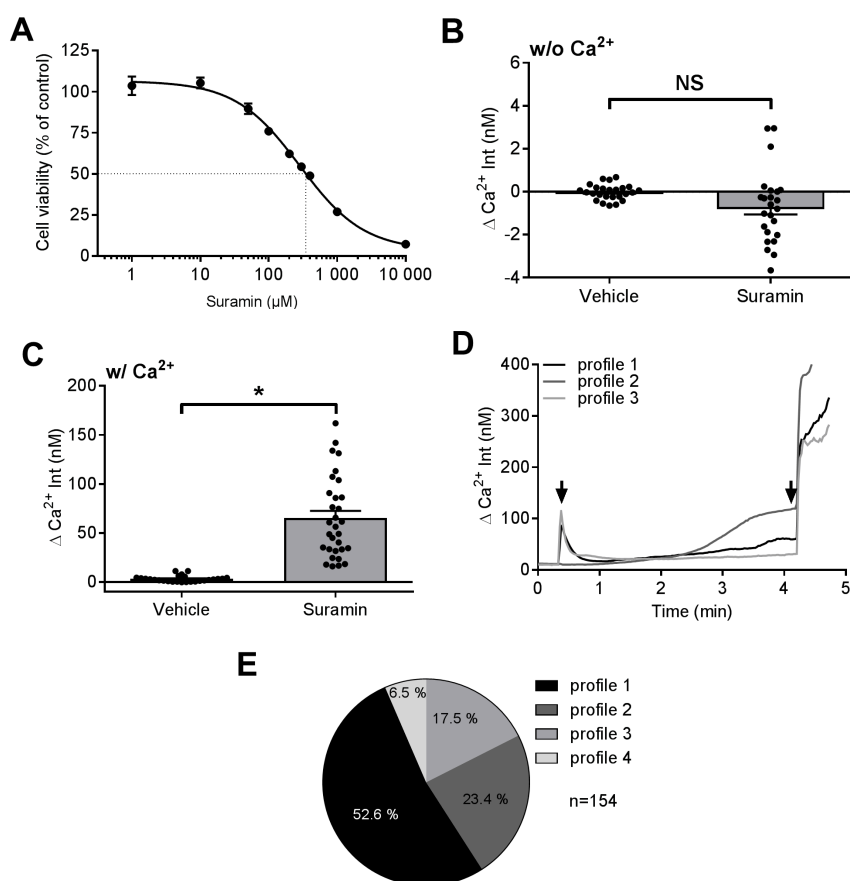 A
Cell viability (% of control)
125
100
75
50
25
0
1 10 100 1 000 10 000
Suramin (µM)
B
w/o Ca²⁺
Δ Ca²⁺ Int (nM)
6
4
2
0
-2
-4
NS
Vehicle Suramin
C
w/ Ca²⁺
Δ Ca²⁺ Int (nM)
200
150
100
50
0
*
Vehicle Suramin
D
Δ Ca²⁺ Int (nM)
400
300
200
100
0
profile 1
profile 2
profile 3
0 1 2 3 4 5
Time (min)
E
6.5 %
17.5 %
23.4 %
52.6 %
profile 1
profile 2
profile 3
profile 4
n=154